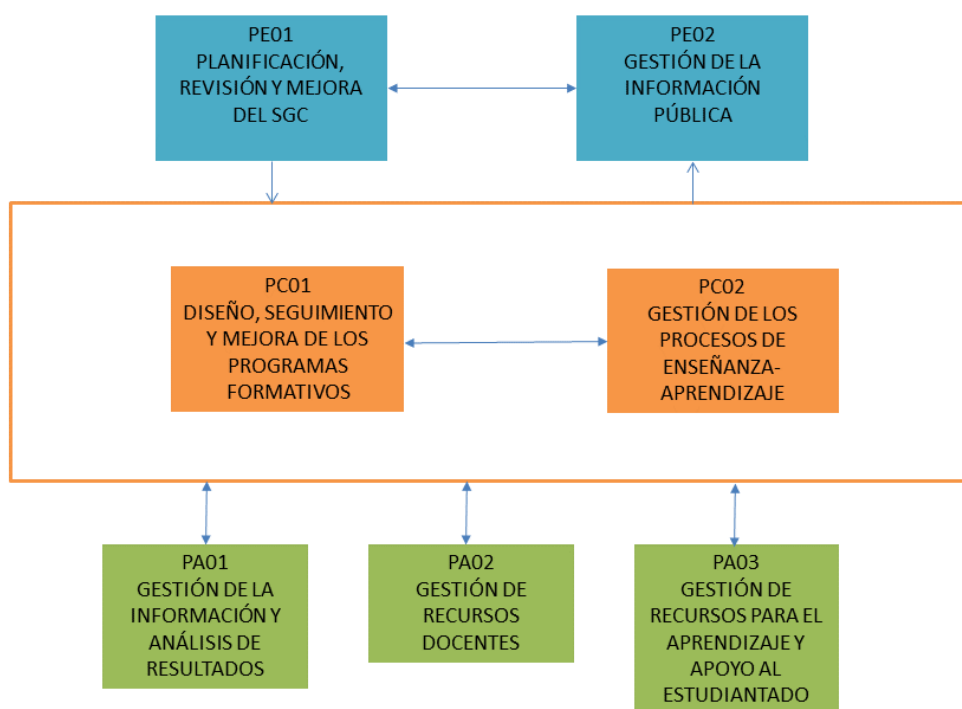 PE01
PLANIFICACIÓN,
REVISIÓN Y MEJORA
DEL SGC
PE02
GESTIÓN DE LA
INFORMACIÓN
PÚBLICA
PC01
DISEÑO, SEGUIMIENTO
Y MEJORA DE LOS
PROGRAMAS
FORMATIVOS
PC02
GESTIÓN DE LOS
PROCESOS DE
ENSEÑANZA-
APRENDIZAJE
PA01
GESTIÓN DE LA
INFORMACIÓN Y
ANÁLISIS DE
RESULTADOS
PA02
GESTIÓN DE
RECURSOS
DOCENTES
PA03
GESTIÓN DE
RECURSOS PARA EL
APRENDIZAJE Y
APOYO AL
ESTUDIANTADO